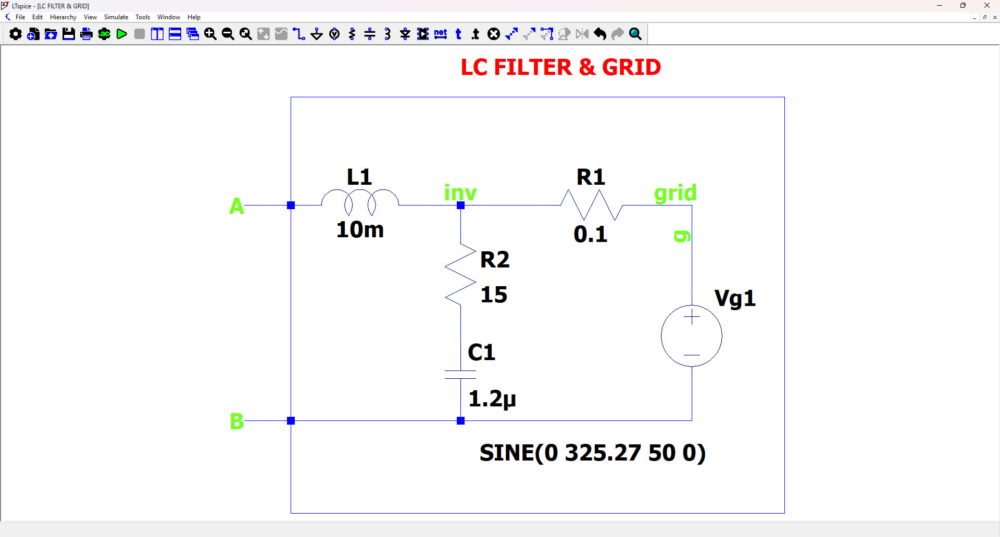 LTspice - [LC FILTER & GRID]
File Edit Hierarchy View Simulate Tools Window Help
.ac net t .t
LC FILTER & GRID
L1
R1
inv
grid
A
10m
0.1
g
R2
15
Vg1
C1
1.2µ
B
SINE(0 325.27 50 0)